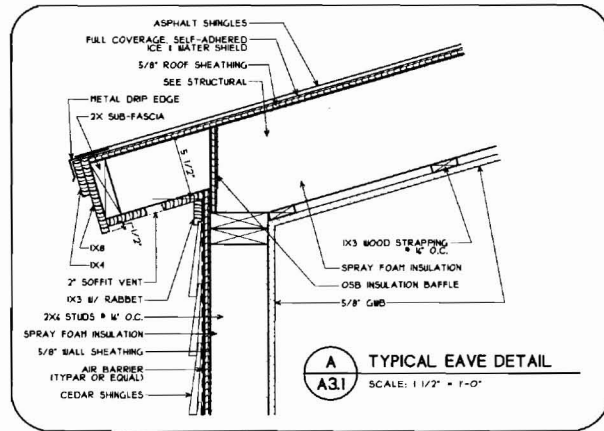 ASPHALT SHINGLES
FULL COVERAGE, SELF-ADHERED
ICE & WATER SHIELD
5/8" ROOF SHEATHING
SEE STRUCTURAL
METAL DRIP EDGE
2X SUB-FASCIA
5 1/2"
1 1/2"
1X8
1X4
2" SOFFIT VENT
1X3 W/ RABBET
2X6 STUDS @ 16" O.C.
SPRAY FOAM INSULATION
5/8" WALL SHEATHING
AIR BARRIER
(TYPAR OR EQUAL)
CEDAR SHINGLES
1X3 WOOD STRAPPING
@ 16" O.C.
SPRAY FOAM INSULATION
OSB INSULATION BAFFLE
5/8" GWB
A
A3.1
TYPICAL EAVE DETAIL
SCALE: 1 1/2" = 1'-0"